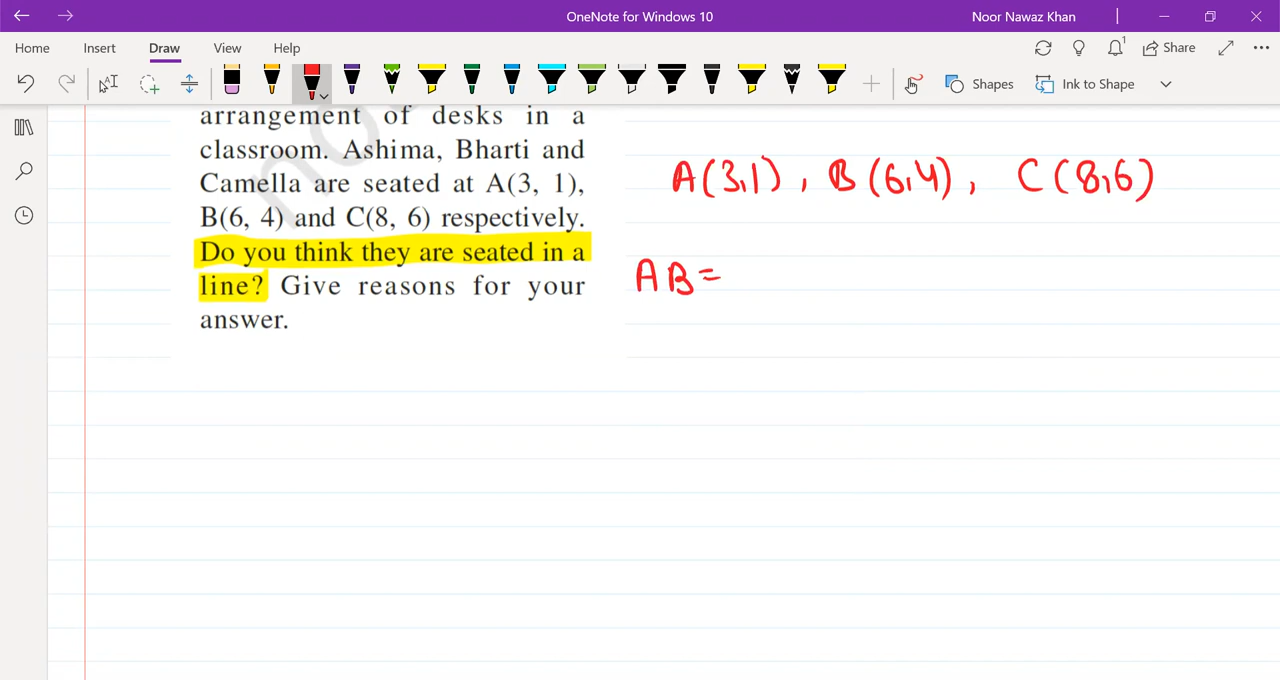 OneNote for Windows 10
Noor Nawaz Khan
Home Insert Draw View Help
1
Share
Shapes
Ink to Shape
arrangement of desks in a
classroom. Ashima, Bharti and
Camella are seated at A(3, 1),
B(6, 4) and C(8, 6) respectively.
Do you think they are seated in a
line? Give reasons for your
answer.
A(3,1), B(6,4), C(8,6)
AB=